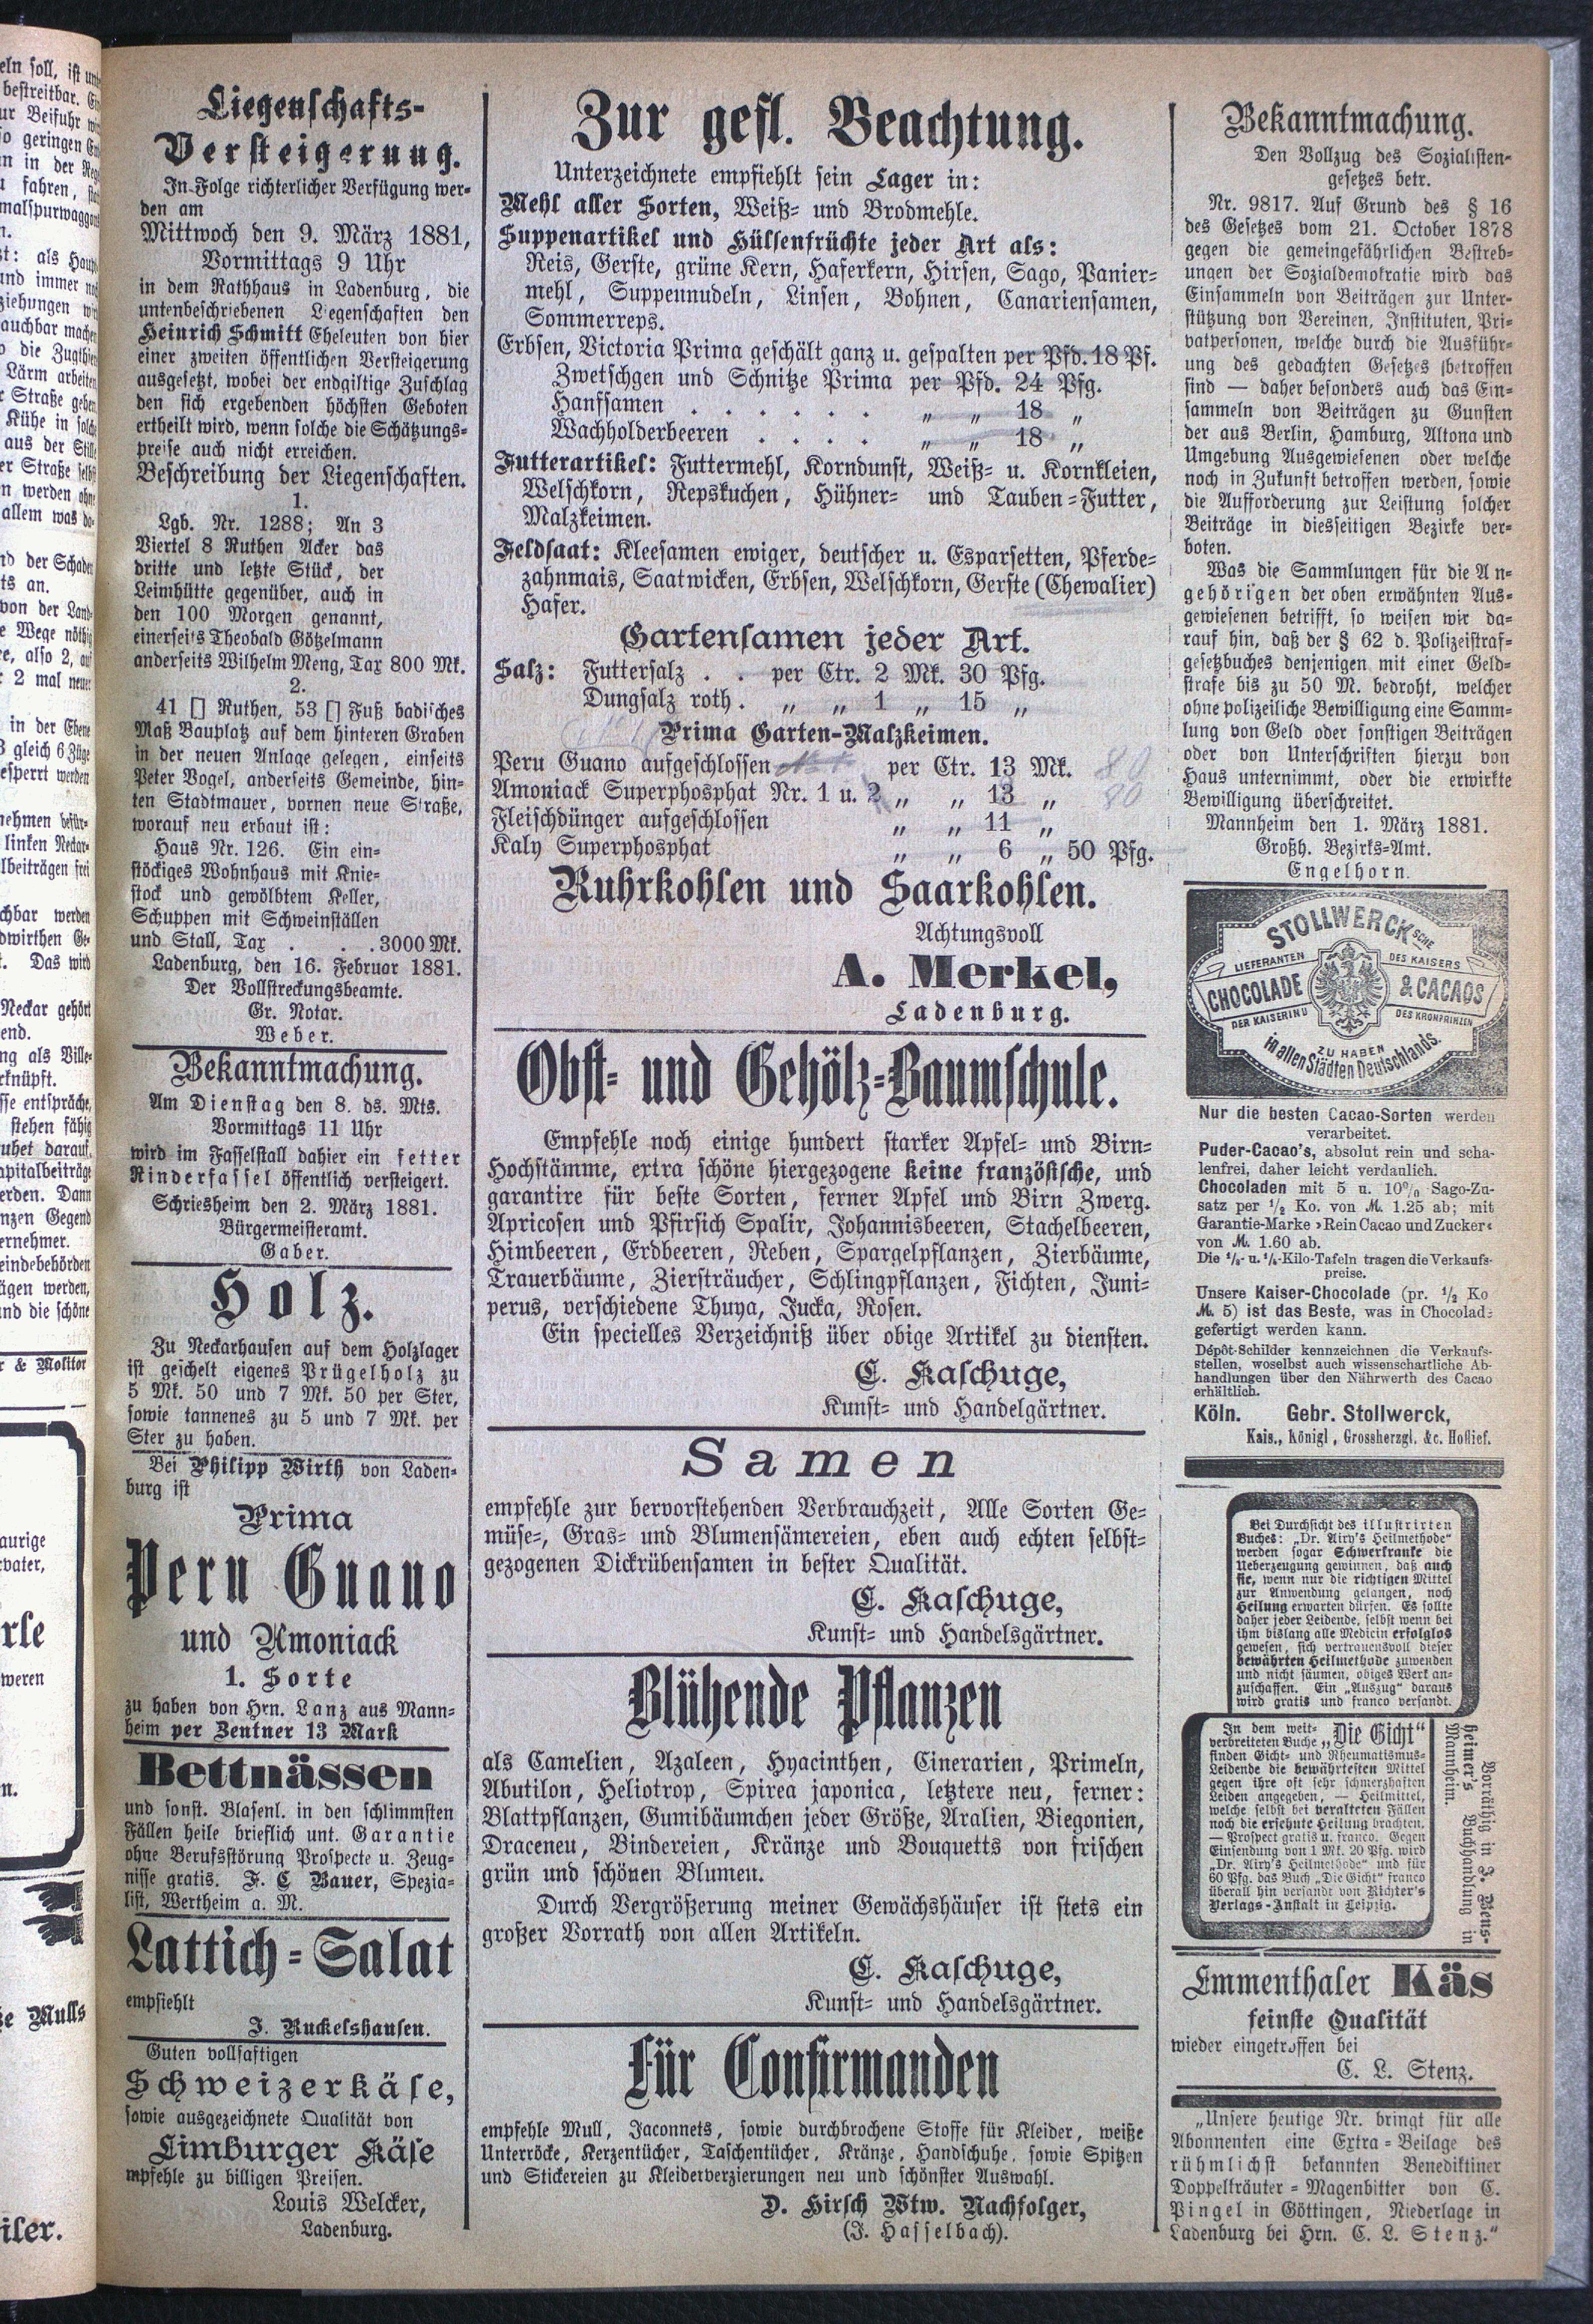 Liegenschafts-
Versteigerung.
In Folge richterlicher Verfügung wer-
den am
Mittwoch den 9. März 1881,
Vormittags 9 Uhr
in dem Rathhaus in Ladenburg, die
untenbeschriebenen Liegenschaften den
Heinrich Schmitt Eheleuten von hier
einer zweiten öffentlichen Versteigerung
ausgesetzt, wobei der endgiltige Zuschlag
den sich ergebenden höchsten Geboten
ertheilt wird, wenn solche die Schätzungs-
preise auch nicht erreichen.
Beschreibung der Liegenschaften.
1.
Lgb. Nr. 1288; An 3
Viertel 8 Ruthen Acker das
dritte und letzte Stück, der
Leimhütte gegenüber, auch in
den 100 Morgen genannt,
einerseits Theobald Götzelmann
anderseits Wilhelm Meng, Tax 800 Mk.
2.
41 [] Ruthen, 53 [] Fuß badisches
Maß Bauplatz auf dem hinteren Graben
in der neuen Anlage gelegen, einseits
Peter Vogel, anderseits Gemeinde, hin-
ten Stadtmauer, vornen neue Straße,
worauf neu erbaut ist:
Haus Nr. 126. Ein ein-
stöckiges Wohnhaus mit Knie-
stock und gewölbtem Keller,
Schuppen mit Schweinställen
und Stall, Tax . . . 3000 Mk.
Ladenburg, den 16. Februar 1881.
Der Vollstreckungsbeamte.
Gr. Notar.
Weber.
Bekanntmachung.
Am Dienstag den 8. ds. Mts.
Vormittags 11 Uhr
wird im Fasselstall dahier ein fetter
Rinderfassel öffentlich versteigert.
Schriesheim den 2. März 1881.
Bürgermeisteramt.
Gaber.
Holz.
Zu Neckarhausen auf dem Holzlager
ist geschelt eigenes Prügelholz zu
5 Mk. 50 und 7 Mk. 50 per Ster,
sowie tannenes zu 5 und 7 Mk. per
Ster zu haben.
Bei Philipp Wirth von Laden-
burg ist
Prima
Peru Guano
und Amoniack
1. Sorte
zu haben von Hrn. Lanz aus Mann-
heim per Zentner 13 Mark
Bettnässen
und sonst. Blasenl. in den schlimmsten
Fällen heile brieflich unt. Garantie
ohne Berufsstörung Prospecte u. Zeug-
nisse gratis. F. C Bauer, Spezia-
list, Wertheim a. M.
Lattich-Salat
empfiehlt
J. Ruckelshausen.
Guten vollsaftigen
Schweizerkäse,
sowie ausgezeichnete Qualität von
Limburger Käse
mpfehle zu billigen Preisen.
Louis Welcker,
Ladenburg.
Zur gefl. Beachtung.
Unterzeichnete empfiehlt sein Lager in:
Mehl aller Sorten, Weiß- und Brodmehle.
Suppenartikel und Hülsenfrüchte jeder Art als:
Reis, Gerste, grüne Kern, Haferkern, Hirsen, Sago, Panier-
mehl, Suppennudeln, Linsen, Bohnen, Canariensamen,
Sommerreps.
Erbsen, Victoria Prima geschält ganz u. gespalten per Pfd. 18 Pf.
Zwetschgen und Schnitze Prima per Pfd. 24 Pfg.
Hanfsamen . . . . . . „ „ 18 „
Wachholderbeeren . . . . „ „ 18 „
Futterartikel: Futtermehl, Korndunst, Weiß- u. Kornkleien,
Welschkorn, Repskuchen, Hühner- und Tauben-Futter,
Malzkeimen.
Feldsaat: Kleesamen ewiger, deutscher u. Esparsetten, Pferde-
zahnmais, Saatwicken, Erbsen, Welschkorn, Gerste (Chewalier)
Hafer.
Gartensamen jeder Art.
Salz: Futtersalz . . per Ctr. 2 Mk. 30 Pfg.
Dungsalz roth . „ „ 1 „ 15 „
Prima Garten-Malzkeimen.
Peru Guano aufgeschlossen per Ctr. 13 Mk. 80
Amoniack Superphosphat Nr. 1 u. 2 „ „ 13 „ 80
Fleischdünger aufgeschlossen „ „ 11 „
Kaly Superphosphat „ „ 6 „ 50 Pfg.
Ruhrkohlen und Saarkohlen.
Achtungsvoll
A. Merkel,
Ladenburg.
Obst- und Gehölz-Baumschule.
Empfehle noch einige hundert starker Apfel- und Birn-
Hochstämme, extra schöne hiergezogene keine französische, und
garantire für beste Sorten, ferner Apfel und Birn Zwerg.
Apricosen und Pfirsich Spalir, Johannisbeeren, Stachelbeeren,
Himbeeren, Erdbeeren, Reben, Spargelpflanzen, Zierbäume,
Trauerbäume, Ziersträucher, Schlingpflanzen, Fichten, Juni-
perus, verschiedene Thuya, Jucka, Rosen.
Ein specielles Verzeichniß über obige Artikel zu diensten.
C. Kaschuge,
Kunst- und Handelgärtner.
Samen
empfehle zur bervorstehenden Verbrauchzeit, Alle Sorten Ge-
müse-, Gras- und Blumensämereien, eben auch echten selbst-
gezogenen Dickrübensamen in bester Qualität.
C. Kaschuge,
Kunst- und Handelsgärtner.
Blühende Pflanzen
als Camelien, Azaleen, Hyacinthen, Cinerarien, Primeln,
Abutilon, Heliotrop, Spirea japonica, letztere neu, ferner:
Blattpflanzen, Gumibäumchen jeder Größe, Aralien, Biegonien,
Draceneu, Bindereien, Kränze und Bouquetts von frischen
grün und schönen Blumen.
Durch Vergrößerung meiner Gewächshäuser ist stets ein
großer Vorrath von allen Artikeln.
C. Kaschuge,
Kunst- und Handelsgärtner.
Für Confirmanden
empfehle Mull, Jaconnets, sowie durchbrochene Stoffe für Kleider, weiße
Unterröcke, Kerzentücher, Taschentücher, Kränze, Handschuhe, sowie Spitzen
und Stickereien zu Kleiderverzierungen neu und schönster Auswahl.
D. Hirsch Wtw. Nachfolger,
(J. Hasselbach).
Bekanntmachung.
Den Vollzug des Sozialisten-
gesetzes betr.
Nr. 9817. Auf Grund des § 16
des Gesetzes vom 21. October 1878
gegen die gemeingefährlichen Bestreb-
ungen der Sozialdemokratie wird das
Einsammeln von Beiträgen zur Unter-
stützung von Vereinen, Instituten, Pri-
vatpersonen, welche durch die Ausführ-
ung des gedachten Gesetzes betroffen
sind — daher besonders auch das Ein-
sammeln von Beiträgen zu Gunsten
der aus Berlin, Hamburg, Altona und
Umgebung Ausgewiesenen oder welche
noch in Zukunft betroffen werden, sowie
die Aufforderung zur Leistung solcher
Beiträge in diesseitigen Bezirke ver-
boten.
Was die Sammlungen für die An-
gehörigen der oben erwähnten Aus-
gewiesenen betrifft, so weisen wir da-
rauf hin, daß der § 62 d. Polizeistraf-
gesetzbuches denjenigen mit einer Geld-
strafe bis zu 50 M. bedroht, welcher
ohne polizeiliche Bewilligung eine Samm-
lung von Geld oder sonstigen Beiträgen
oder von Unterschriften hierzu von
Haus unternimmt, oder die erwirkte
Bewilligung überschreitet.
Mannheim den 1. März 1881.
Großh. Bezirks-Amt.
Engelhorn.
STOLLWERCK'SCHE
LIEFERANTEN DES KAISERS
CHOCOLADE & CACAOS
DER KAISERIN U DES KRONPRINZEN
ZU HABEN
in allen Städten Deutschlands.
Nur die besten Cacao-Sorten werden
verarbeitet.
Puder-Cacao's, absolut rein und scha-
lenfrei, daher leicht verdaulich.
Chocoladen mit 5 u. 10% Sago-Zu-
satz per 1/2 Ko. von M. 1.25 ab; mit
Garantie-Marke »Rein Cacao und Zucker«
von M. 1.60 ab.
Die 1/2- u. 1/4-Kilo-Tafeln tragen die Verkaufs-
preise.
Unsere Kaiser-Chocolade (pr. 1/2 Ko
M. 5) ist das Beste, was in Chocolade
gefertigt werden kann.
Dépôt-Schilder kennzeichnen die Verkaufs-
stellen, woselbst auch wissenschaftliche Ab-
handlungen über den Nährwerth des Cacao
erhältlich.
Köln. Gebr. Stollwerck,
Kais., königl, Grossherzgl. &c. Hoflief.
Bei Durchsicht des illustrirten
Buches: „Dr. Airy's Heilmethode“
werden sogar Schwerkranke die
Ueberzeugung gewinnen, daß auch
sie, wenn nur die richtigen Mittel
zur Anwendung gelangen, noch
Heilung erwarten dürfen. Es sollte
daher jeder Leidende, selbst wenn bei
ihm bislang alle Medicin erfolglos
gewesen, sich vertrauensvoll dieser
bewährten Heilmethode zuwenden
und nicht säumen, obiges Werk an-
zuschaffen. Ein „Auszug“ daraus
wird gratis und franco versandt.
In dem weit- „Die Gicht“
verbreiteten Buche
finden Gicht- und Rheumatismus-
Leidende die bewährtesten Mittel
gegen ihre oft sehr schmerzhaften
Leiden angegeben, — Heilmittel,
welche selbst bei veralteten Fällen
noch die ersehnte Heilung brachten.
— Prospect gratis u. franco. Gegen
Einsendung von 1 Mk. 20 Pfg. wird
„Dr. Airy's Heilmethode“ und für
60 Pfg. das Buch „Die Gicht“ franco
überall hin versandt von Richter's
Verlags-Anstalt in Leipzig.
Vorräthig in J. Bens-
heimer's Buchhandlung in
Mannheim.
Emmenthaler Käs
feinste Qualität
wieder eingetroffen bei
C. L. Stenz.
„Unsere heutige Nr. bringt für alle
Abonnenten eine Extra-Beilage des
rühmlichst bekannten Benediktiner
Doppelkräuter-Magenbitter von C.
Pingel in Göttingen, Niederlage in
Ladenburg bei Hrn. C. L. Stenz.“